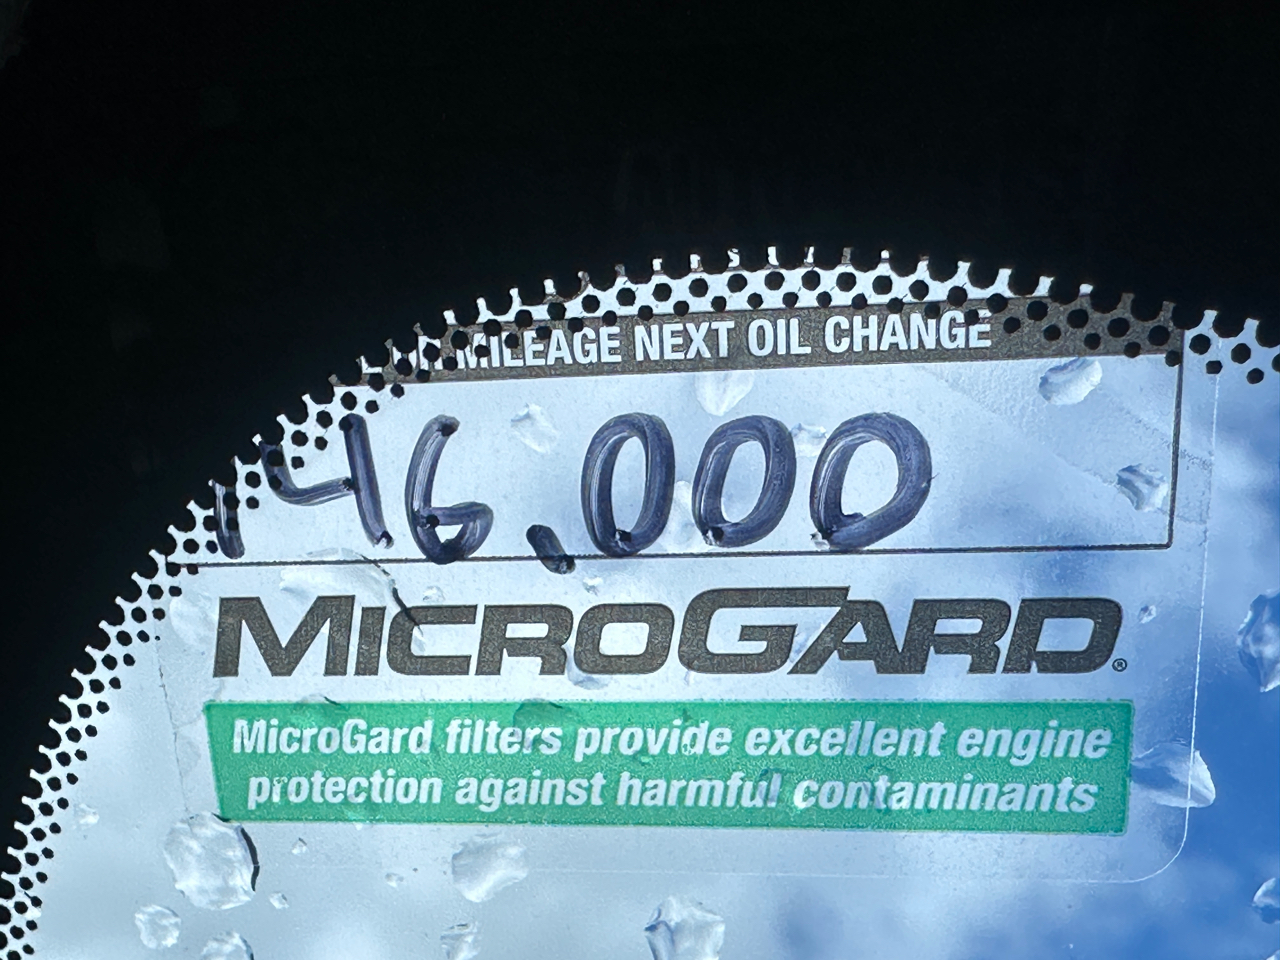 MILEAGE NEXT OIL CHANGE
146,000
MICROGARD®
MicroGard filters provide excellent engine
protection against harmful contaminants